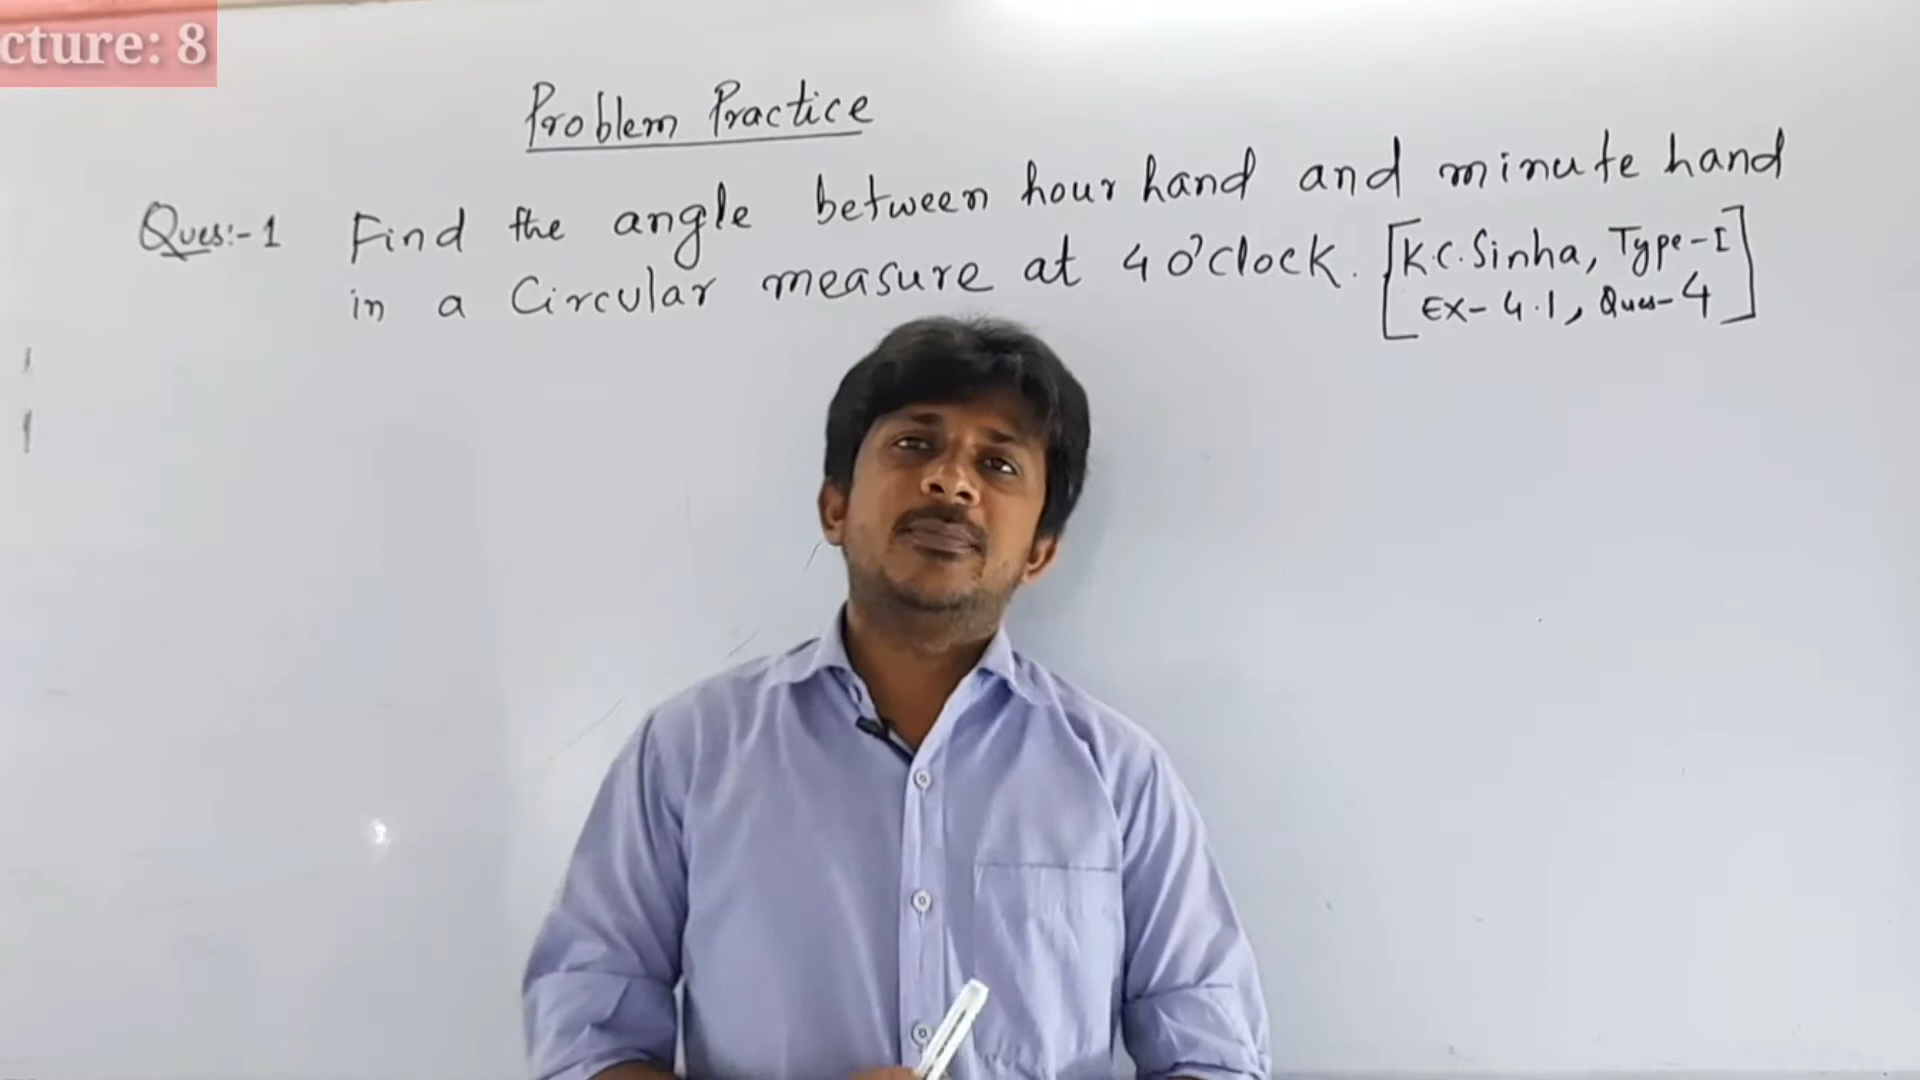 cture: 8
Problem Practice
Ques:- 1 Find the angle between hour hand and minute hand
in a Circular measure at 4 O'clock. [K.C. Sinha, Type-I
Ex- 4.1, Ques- 4]